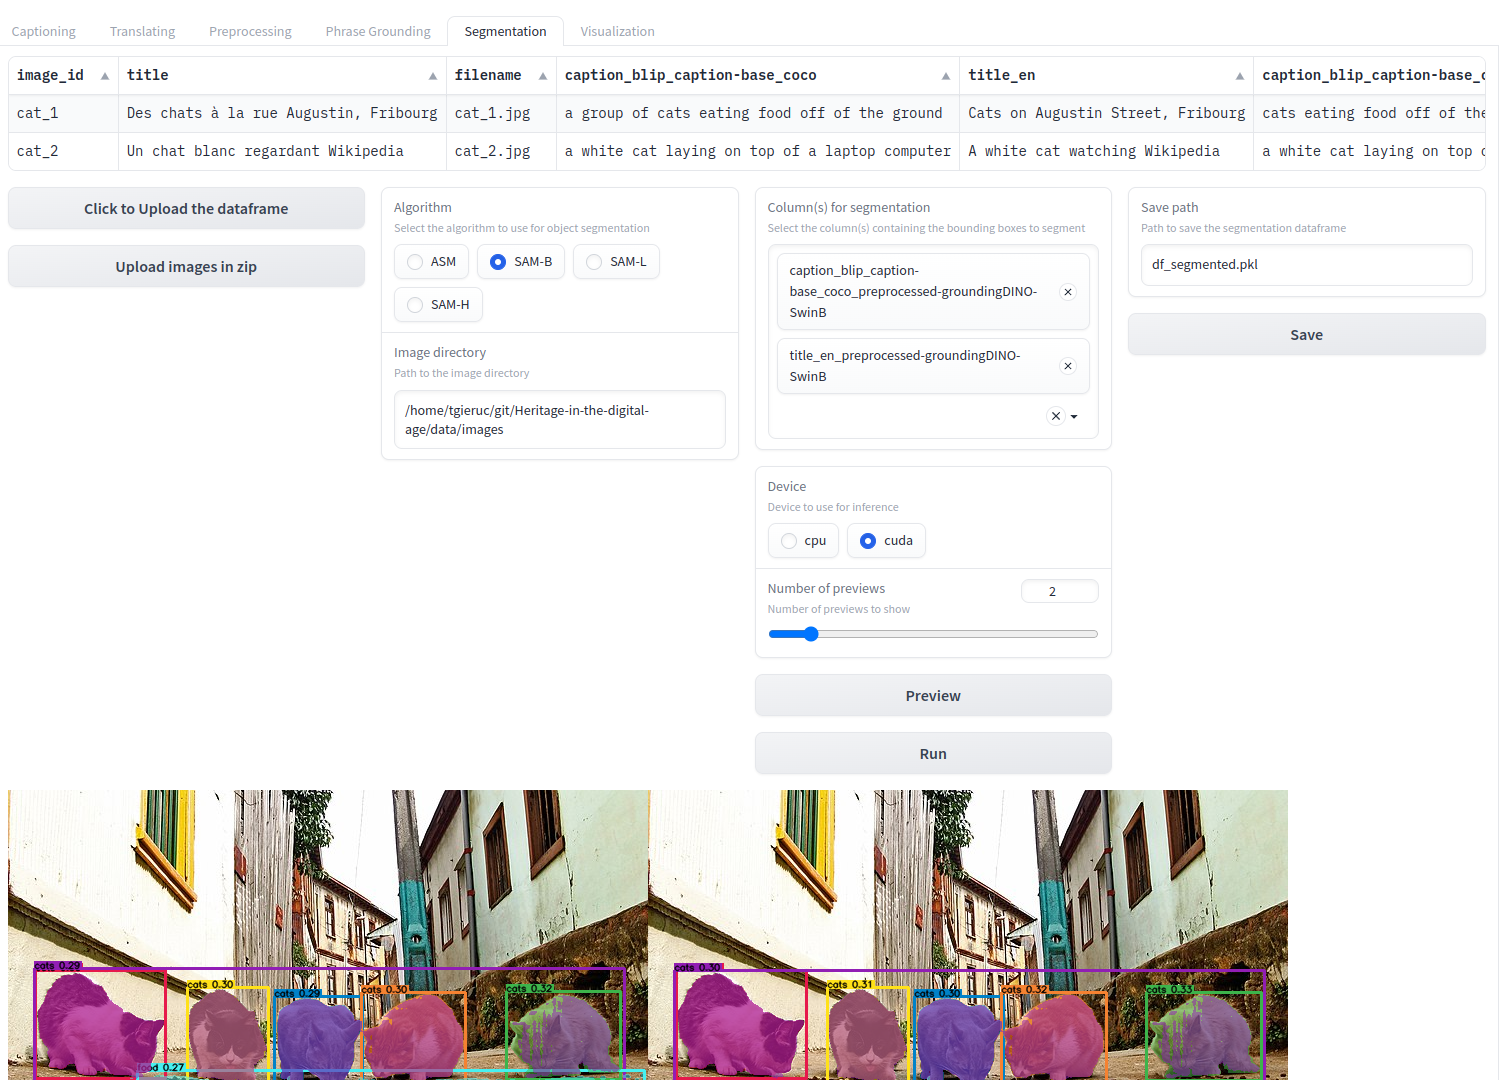 Captioning Translating Preprocessing Phrase Grounding Segmentation Visualization
image_id title filename caption_blip_caption-base_coco title_en caption_blip_caption-base_c
cat_1 Des chats à la rue Augustin, Fribourg cat_1.jpg a group of cats eating food off of the ground Cats on Augustin Street, Fribourg cats eating food off of the
cat_2 Un chat blanc regardant Wikipedia cat_2.jpg a white cat laying on top of a laptop computer A white cat watching Wikipedia a white cat laying on top o
Click to Upload the dataframe
Upload images in zip
Algorithm
Select the algorithm to use for object segmentation
ASM SAM-B SAM-L
SAM-H
Image directory
Path to the image directory
/home/tgieruc/git/Heritage-in-the-digital-
age/data/images
Column(s) for segmentation
Select the column(s) containing the bounding boxes to segment
caption_blip_caption-
base_coco_preprocessed-groundingDINO-
SwinB
title_en_preprocessed-groundingDINO-
SwinB
Device
Device to use for inference
cpu cuda
Number of previews 2
Number of previews to show
Preview
Run
Save path
Path to save the segmentation dataframe
df_segmented.pkl
Save
cats 0.29
cats 0.30
cats 0.29
cats 0.30
cats 0.32
food 0.27
cats 0.30
cats 0.31
cats 0.30
cats 0.32
cats 0.33